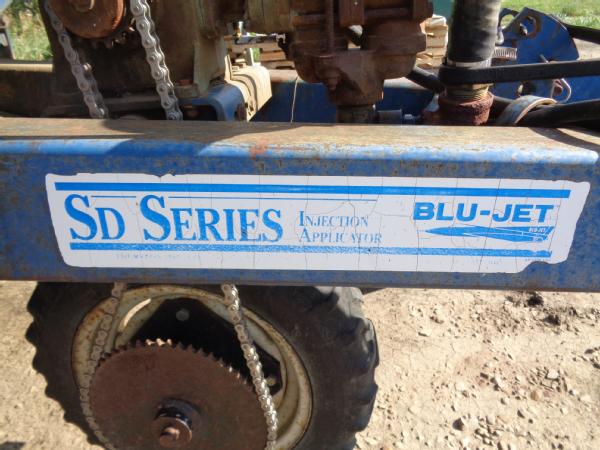 SD SERIES INJECTION APPLICATOR
BLU-JET